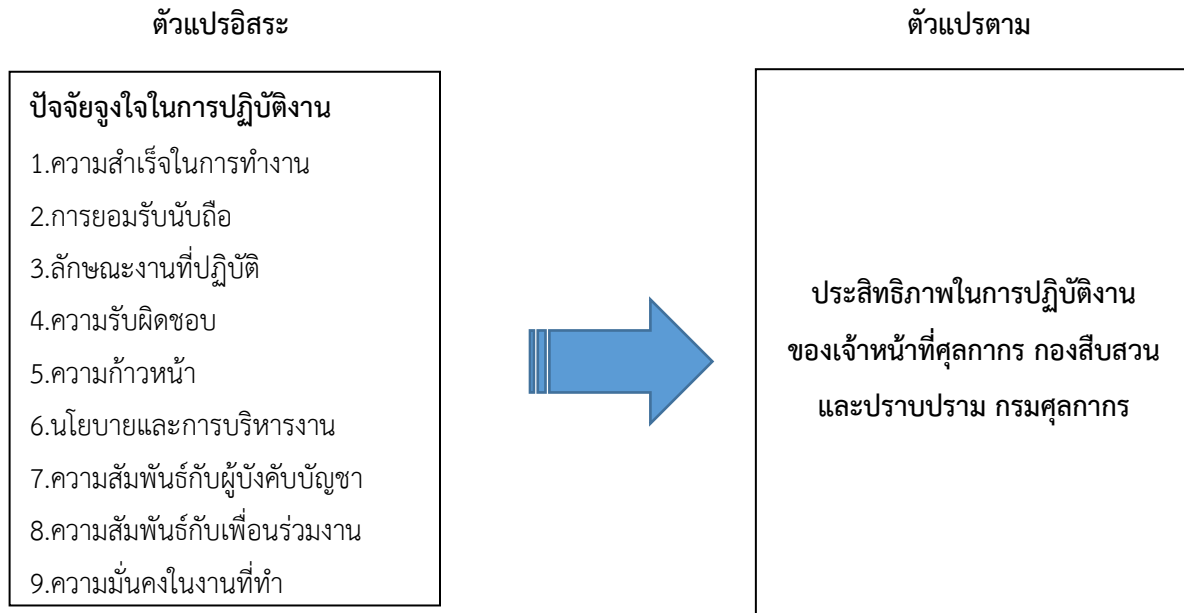 ตัวแปรอิสระ
ตัวแปรตาม
ปัจจัยจูงใจในการปฏิบัติงาน
1.ความสำเร็จในการทำงาน
2.การยอมรับนับถือ
3.ลักษณะงานที่ปฏิบัติ
4.ความรับผิดชอบ
5.ความก้าวหน้า
6.นโยบายและการบริหารงาน
7.ความสัมพันธ์กับผู้บังคับบัญชา
8.ความสัมพันธ์กับเพื่อนร่วมงาน
9.ความมั่นคงในงานที่ทำ
ประสิทธิภาพในการปฏิบัติงาน
ของเจ้าหน้าที่ศุลกากร กองสืบสวน
และปราบปราม กรมศุลกากร